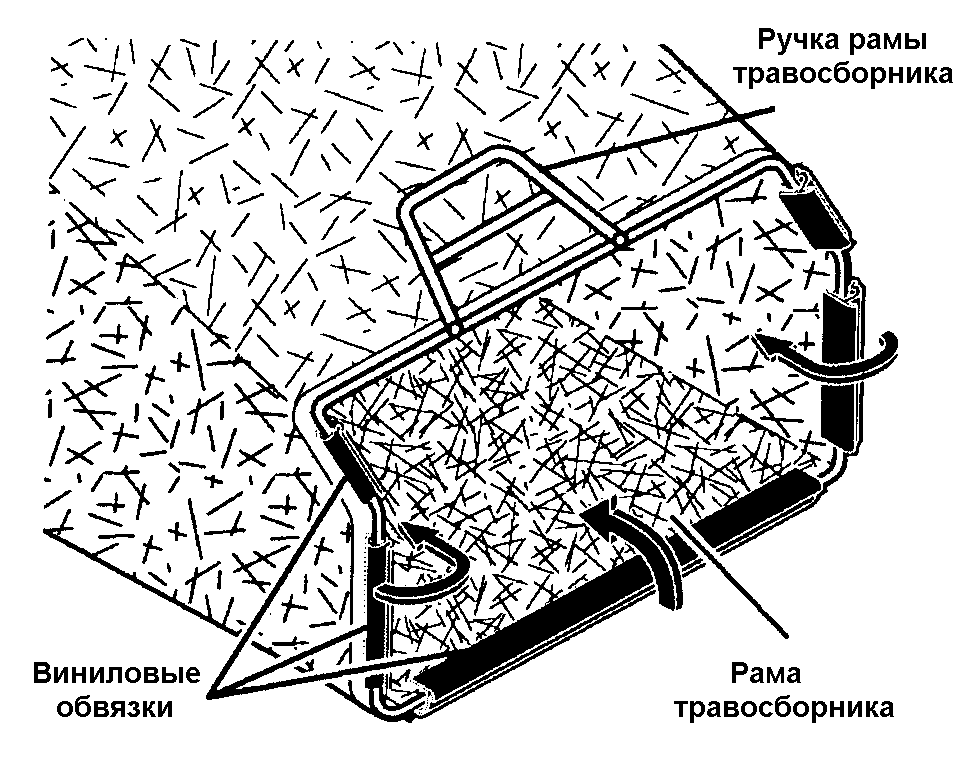 Ручка рамы
травосборника
Виниловые
обвязки
Рама
травосборника